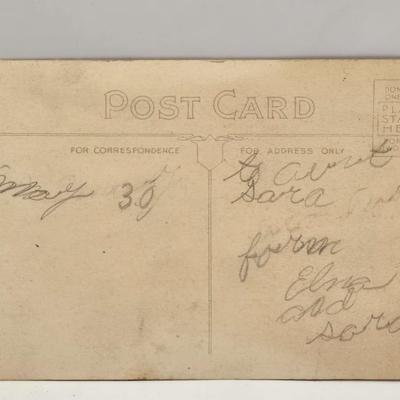 POST CARD
FOR CORRESPONDENCE
FOR ADDRESS ONLY
May 30
to Aunt
Sara
form
Elna
and
sara